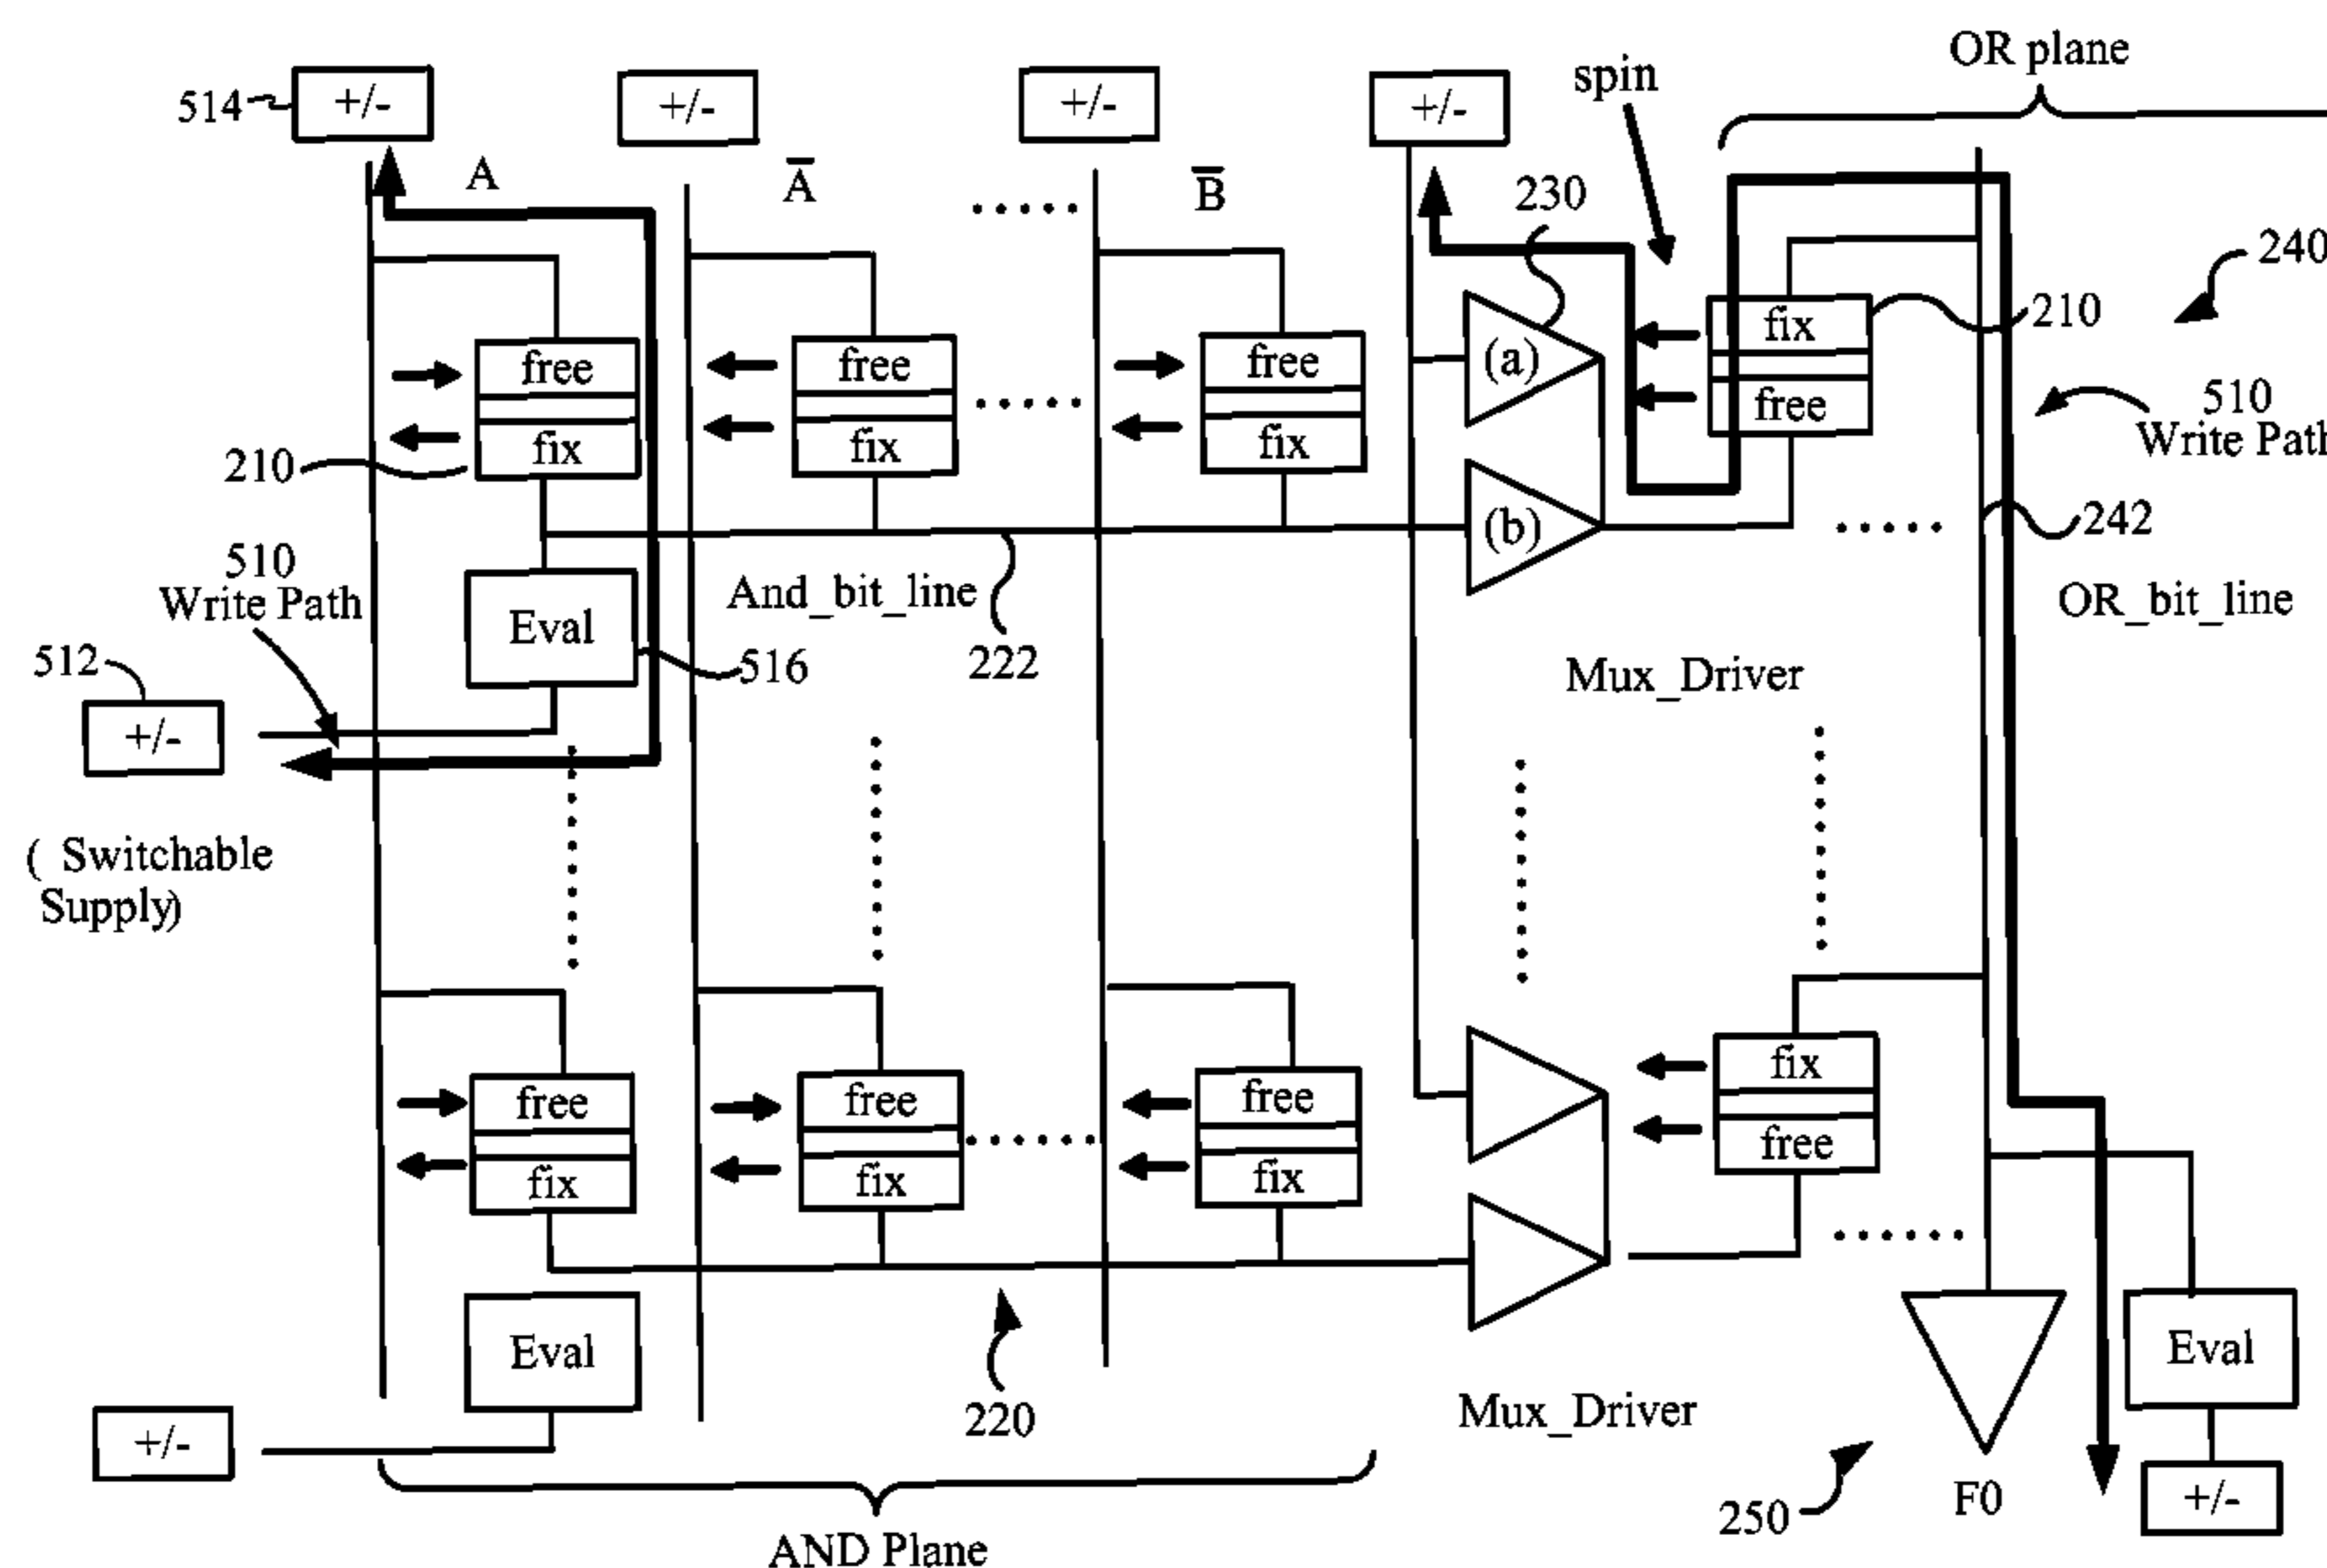 OR plane
spin
514
+/-
+/-
+/-
+/-
A
A̅
B̅
230
240
free
fix
210
free
fix
free
fix
(a)
fix
free
210
510
Write Path
(b)
242
510
Write Path
And_bit_line
222
OR_bit_line
Eval
516
Mux_Driver
512
+/-
( Switchable
Supply)
free
fix
free
fix
free
fix
fix
free
Eval
220
Mux_Driver
Eval
+/-
250
F0
+/-
AND Plane